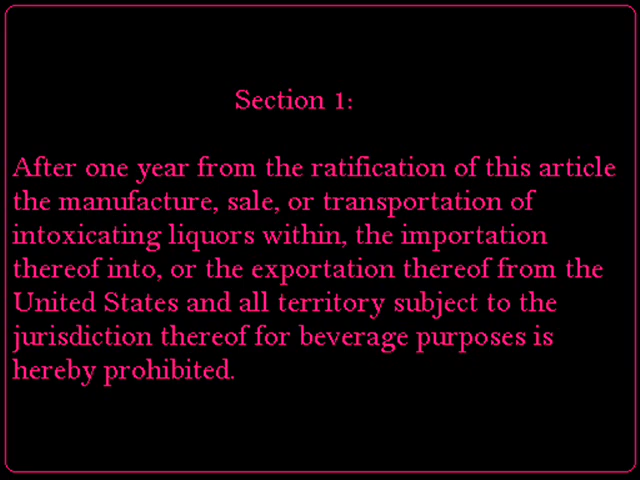 Section 1:
After one year from the ratification of this article
the manufacture, sale, or transportation of
intoxicating liquors within, the importation
thereof into, or the exportation thereof from the
United States and all territory subject to the
jurisdiction thereof for beverage purposes is
hereby prohibited.